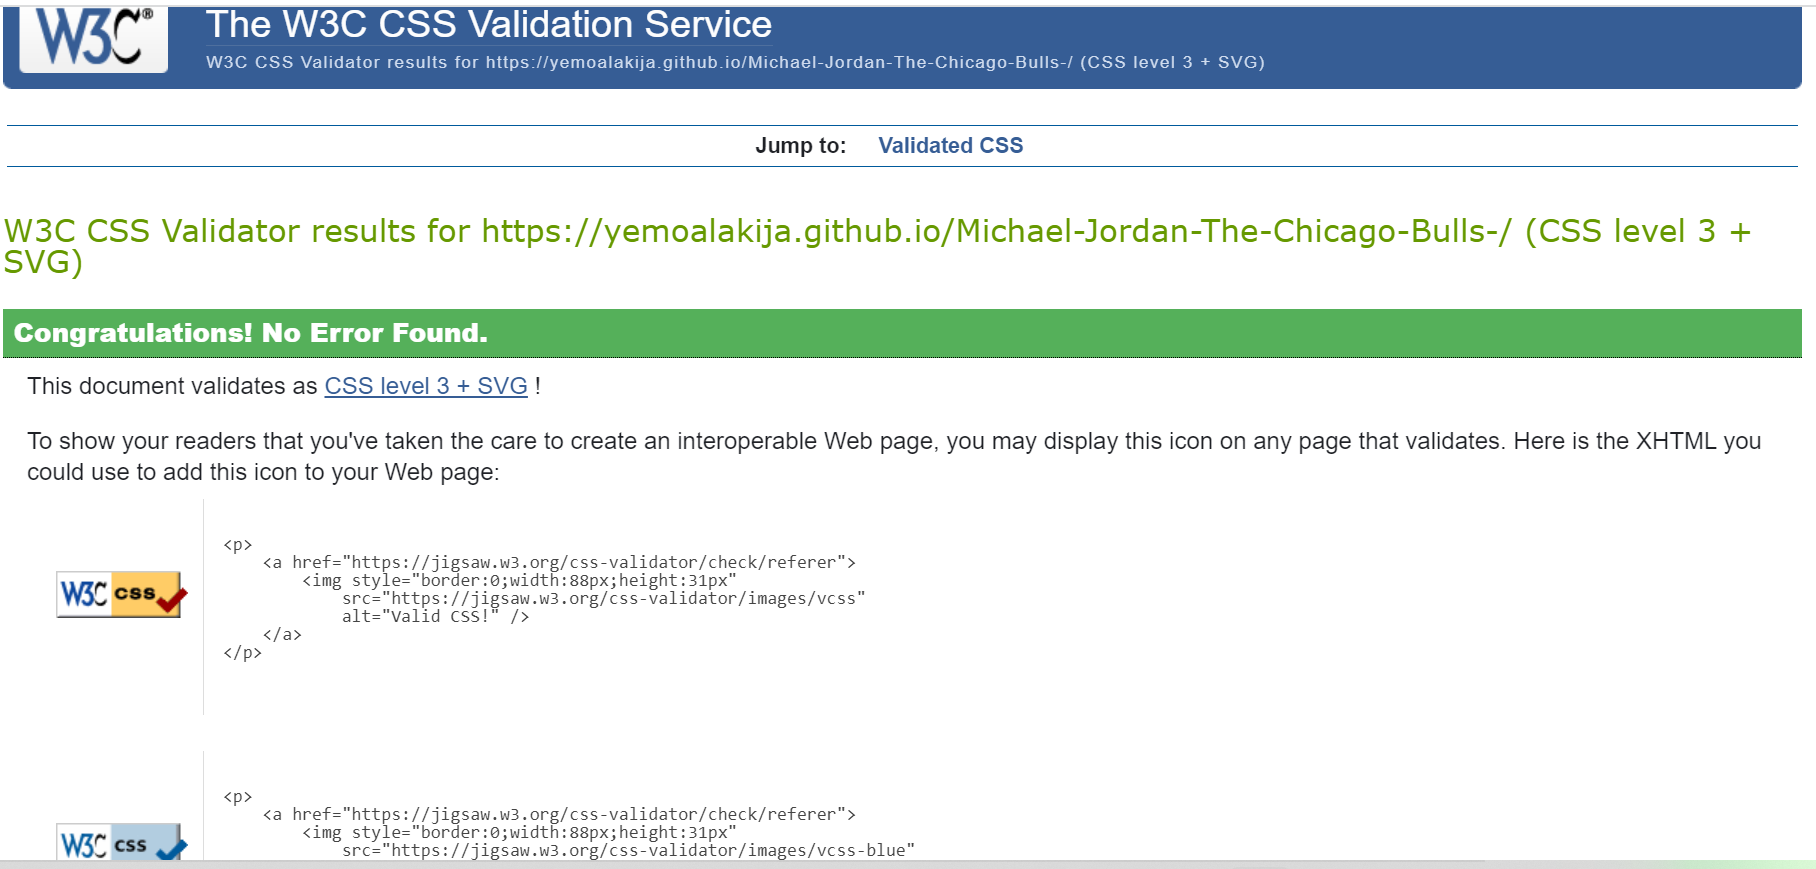 W3C®
The W3C CSS Validation Service
W3C CSS Validator results for https://yemoalakija.github.io/Michael-Jordan-The-Chicago-Bulls-/ (CSS level 3 + SVG)
Jump to: Validated CSS
W3C CSS Validator results for https://yemoalakija.github.io/Michael-Jordan-The-Chicago-Bulls-/ (CSS level 3 +
SVG)
Congratulations! No Error Found.
This document validates as CSS level 3 + SVG !
To show your readers that you've taken the care to create an interoperable Web page, you may display this icon on any page that validates. Here is the XHTML you
could use to add this icon to your Web page:
W3C css
<p>
    <a href="https://jigsaw.w3.org/css-validator/check/referer">
        <img style="border:0;width:88px;height:31px"
            src="https://jigsaw.w3.org/css-validator/images/vcss"
            alt="Valid CSS!" />
    </a>
</p>
W3C css
<p>
    <a href="https://jigsaw.w3.org/css-validator/check/referer">
        <img style="border:0;width:88px;height:31px"
            src="https://jigsaw.w3.org/css-validator/images/vcss-blue"